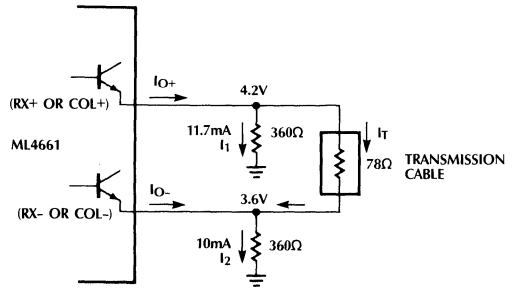 IO+
4.2V
(RX+ OR COL+)
11.7mA
I1
360Ω
IT
ML4661
78Ω
TRANSMISSION
CABLE
IO–
3.6V
(RX– OR COL–)
10mA
I2
360Ω